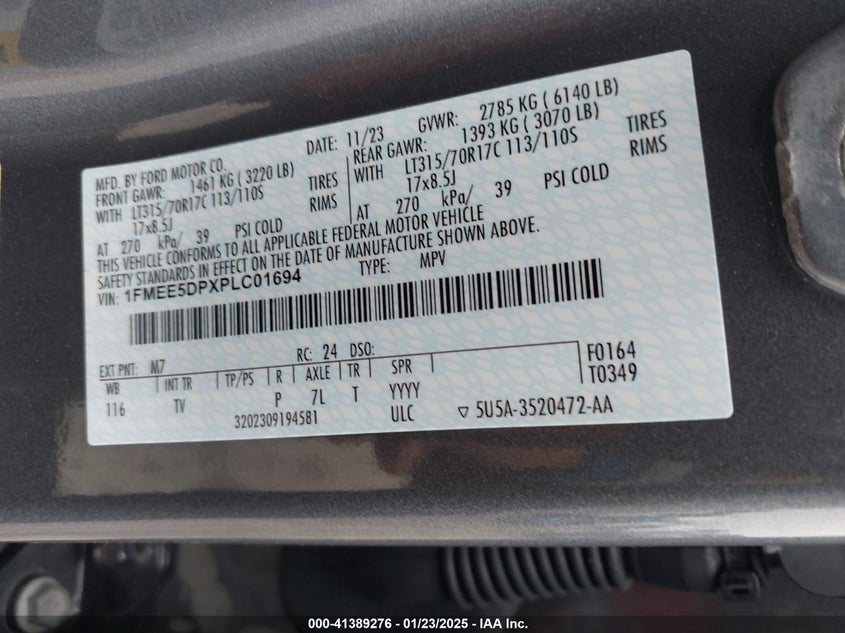 MFD. BY FORD MOTOR CO. DATE: 11/23 GVWR: 2785 KG ( 6140 LB)
FRONT GAWR: 1461 KG ( 3220 LB) REAR GAWR: 1393 KG ( 3070 LB)
WITH LT315/70R17C 113/110S TIRES WITH LT315/70R17C 113/110S TIRES
17x8.5J RIMS 17x8.5J RIMS
AT 270 kPa/ 39 PSI COLD AT 270 kPa/ 39 PSI COLD
THIS VEHICLE CONFORMS TO ALL APPLICABLE FEDERAL MOTOR VEHICLE
SAFETY STANDARDS IN EFFECT ON THE DATE OF MANUFACTURE SHOWN ABOVE.
VIN: 1FMEE5DPXPLC01694 TYPE: MPV
EXT PNT: M7 RC: 24 DSO: F0164
WB INT TR TP/PS R AXLE TR SPR T0349
116 TV P 7L T YYYY
3202309194581 ULC ▽ 5U5A-3520472-AA
000-41389276 - 01/23/2025 - IAA Inc.